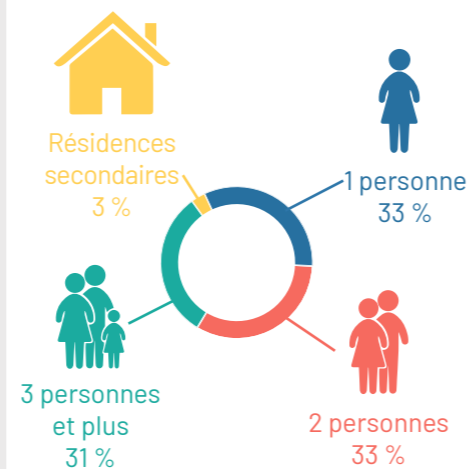 Résidences
secondaires
3 %
1 personne
33 %
3 personnes
et plus
31 %
2 personnes
33 %